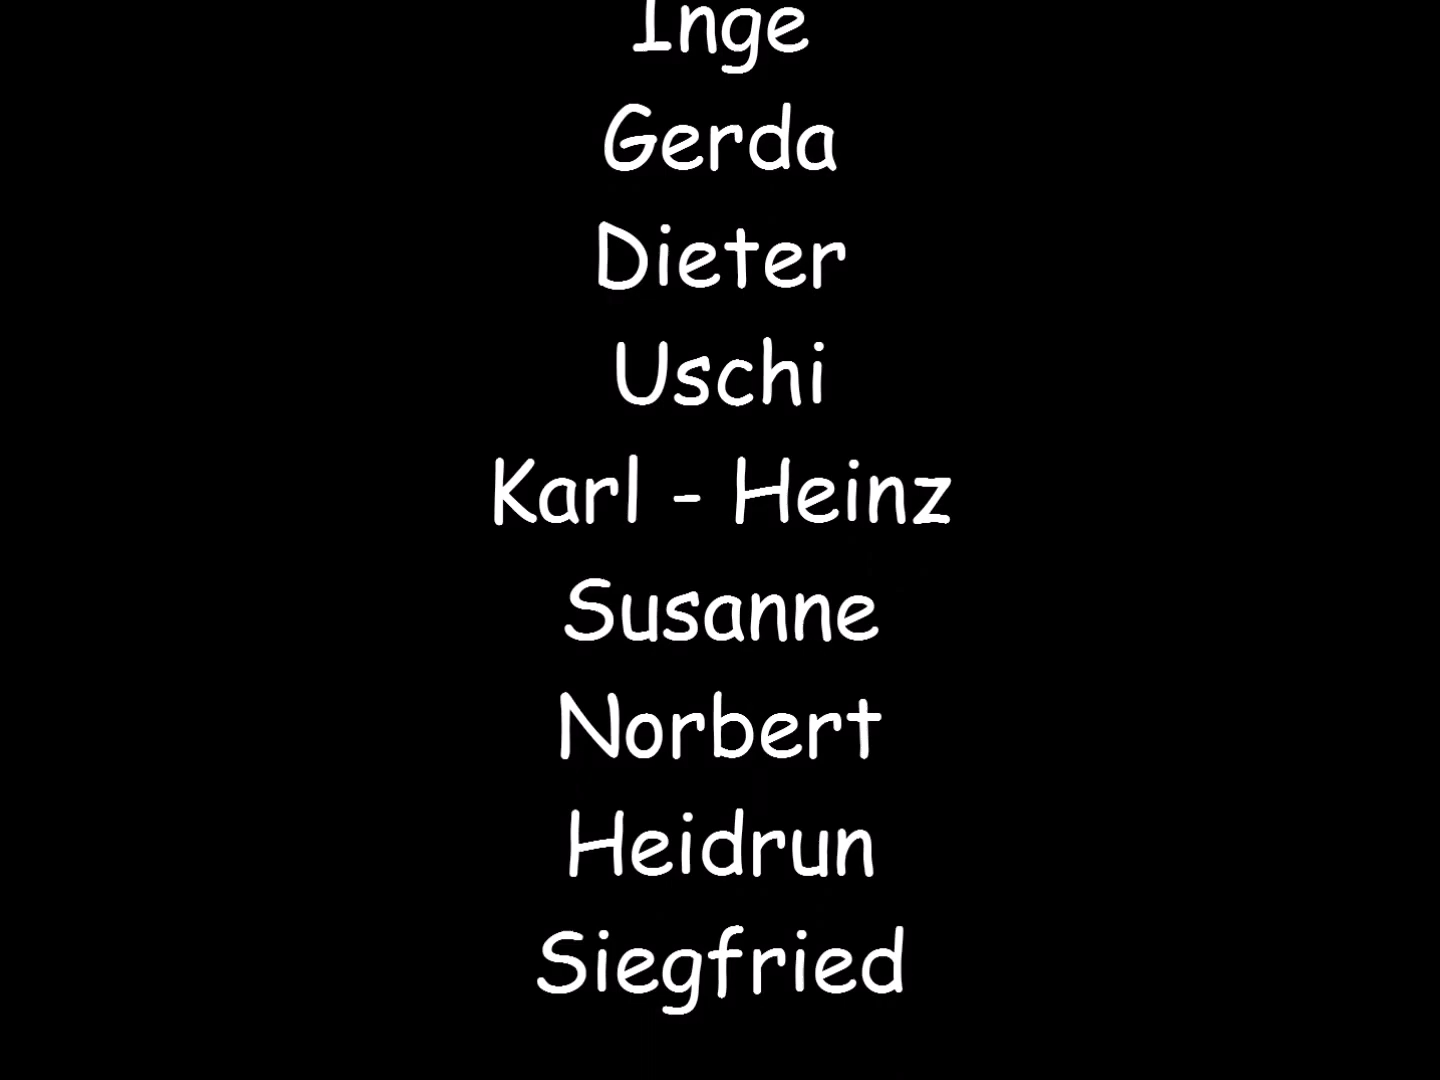 Inge
Gerda
Dieter
Uschi
Karl - Heinz
Susanne
Norbert
Heidrun
Siegfried